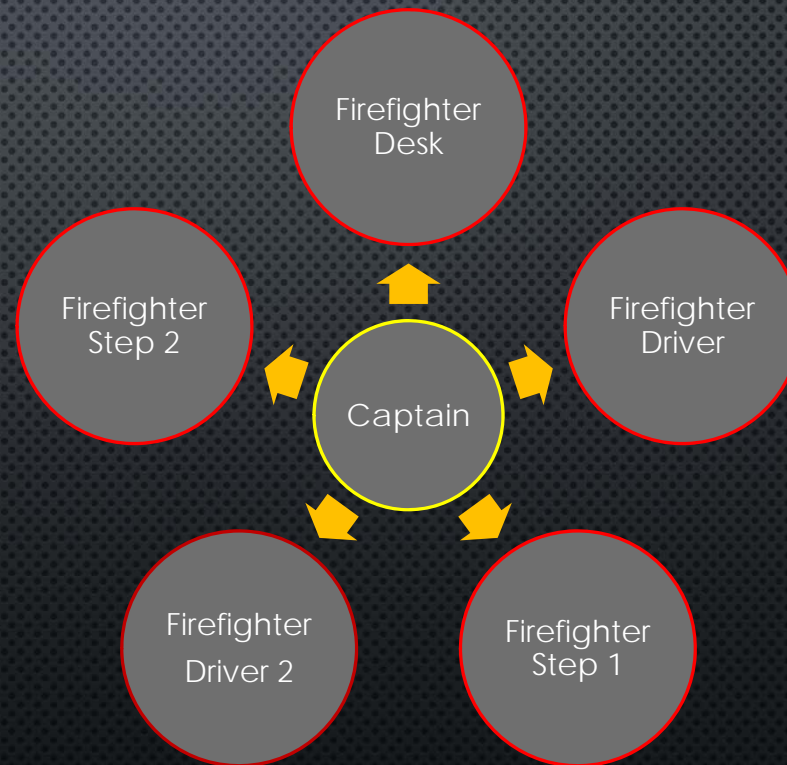 Firefighter
Desk
Firefighter
Step 2
Firefighter
Driver
Captain
Firefighter
Driver 2
Firefighter
Step 1